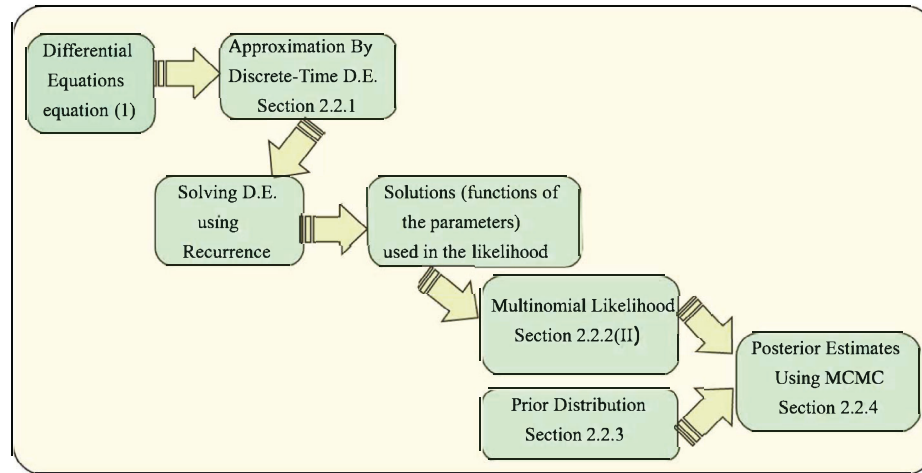 Differential
Equations
equation (1)
Approximation By
Discrete-Time D.E.
Section 2.2.1
Solving D.E.
using
Recurrence
Solutions (functions of
the parameters)
used in the likelihood
Multinomial Likelihood
Section 2.2.2(II)
Prior Distribution
Section 2.2.3
Posterior Estimates
Using MCMC
Section 2.2.4